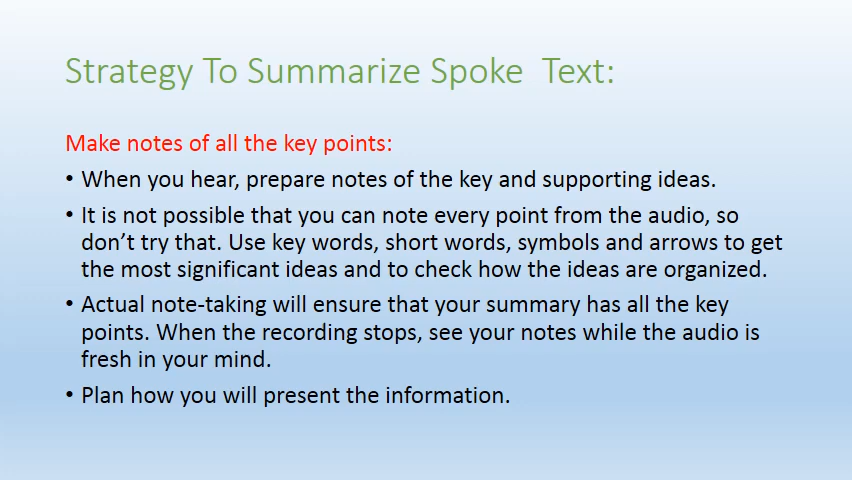 Strategy To Summarize Spoke  Text:
Make notes of all the key points:
• When you hear, prepare notes of the key and supporting ideas.
• It is not possible that you can note every point from the audio, so
don’t try that. Use key words, short words, symbols and arrows to get
the most significant ideas and to check how the ideas are organized.
• Actual note-taking will ensure that your summary has all the key
points. When the recording stops, see your notes while the audio is
fresh in your mind.
• Plan how you will present the information.